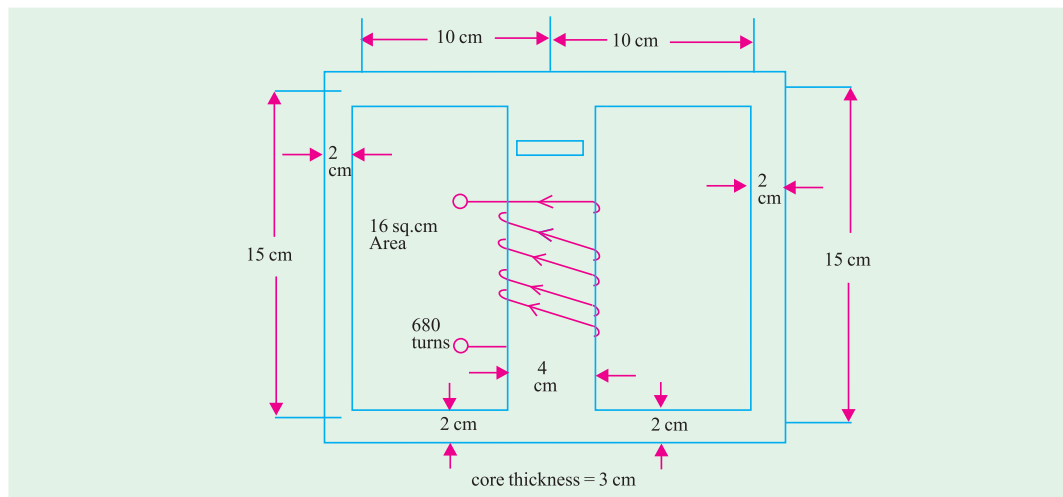 10 cm
10 cm
2
cm
2
cm
16 sq.cm
Area
15 cm
15 cm
680
turns
4
cm
2 cm
2 cm
core thickness = 3 cm